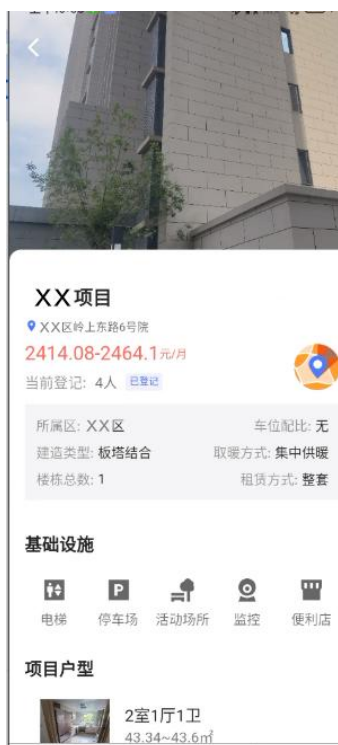 XX项目
XX区岭上东路6号院
2414.08-2464.1元/月
当前登记: 4人 已登记
所属区: XX区 车位配比: 无
建造类型: 板塔结合 取暖方式: 集中供暖
楼栋总数: 1 租赁方式: 整套
基础设施
P
电梯 停车场 活动场所 监控 便利店
项目户型
2室1厅1卫
43.34~43.6㎡